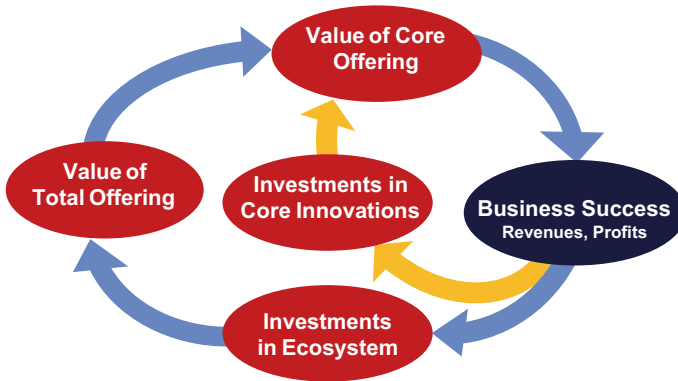 Value of Core
Offering
Value of
Total Offering
Investments in
Core Innovations
Business Success
Revenues, Profits
Investments
in Ecosystem